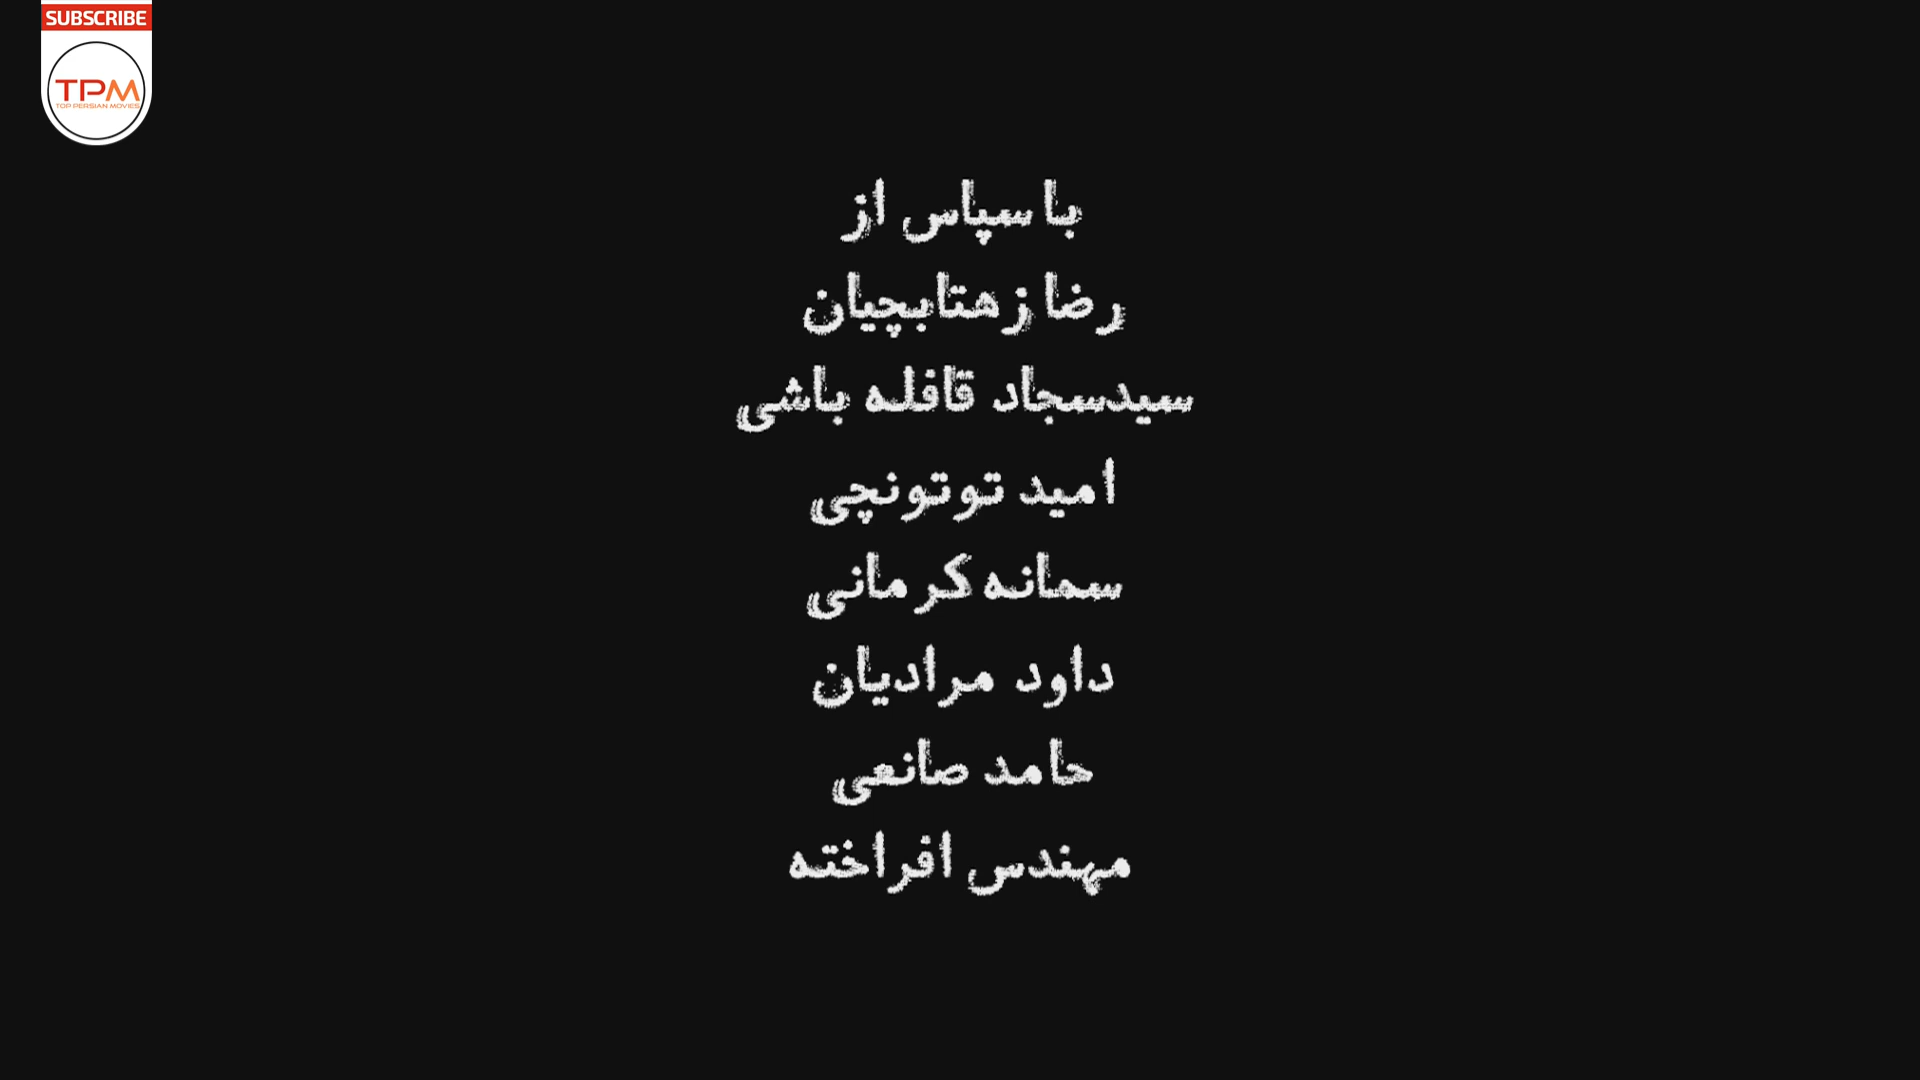 SUBSCRIBE
TPM
TOP PERSIAN MOVIES
با سپاس از
رضا زهتابچیان
سیدسجاد قافله باشی
امید توتونچی
سمانه کرمانی
داود مرادیان
حامد صانعی
مهندس افراخته